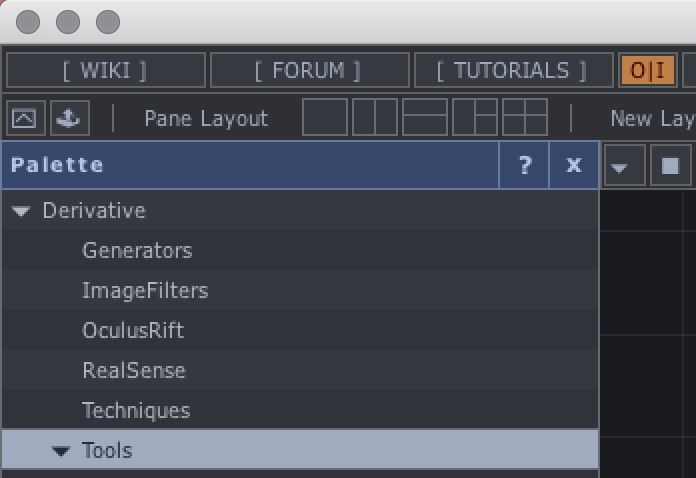 [ WIKI ] [ FORUM ] [ TUTORIALS ] O|I
Pane Layout New Lay
Palette ? x
Derivative
Generators
ImageFilters
OculusRift
RealSense
Techniques
Tools